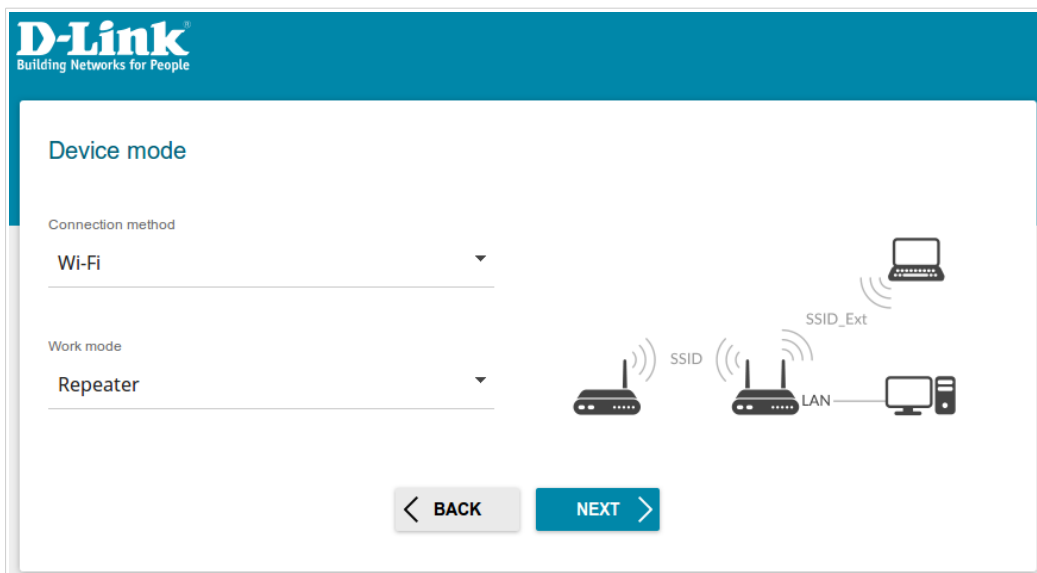 D-Link®
Building Networks for People
Device mode
Connection method
Wi-Fi
Work mode
Repeater
SSID
SSID_Ext
LAN
BACK
NEXT